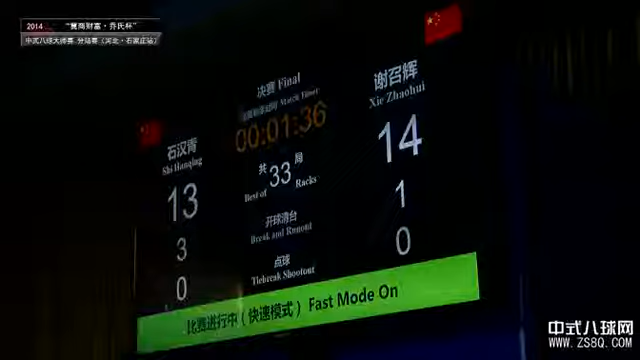 2014 "冀商财富·乔氏杯"
中式八球大师赛 分站赛（河北·石家庄站）
决赛 Final
Match Timer
00:01:36
石汉青
Shi Hanqing
谢召辉
Xie Zhaohui
13
共 33 局
Best of Racks
14
3
开球清台
Break and Runout
1
0
点球
Tiebreak Shootout
0
比赛进行中（快速模式） Fast Mode On
中式八球网
WWW.ZS8Q.COM